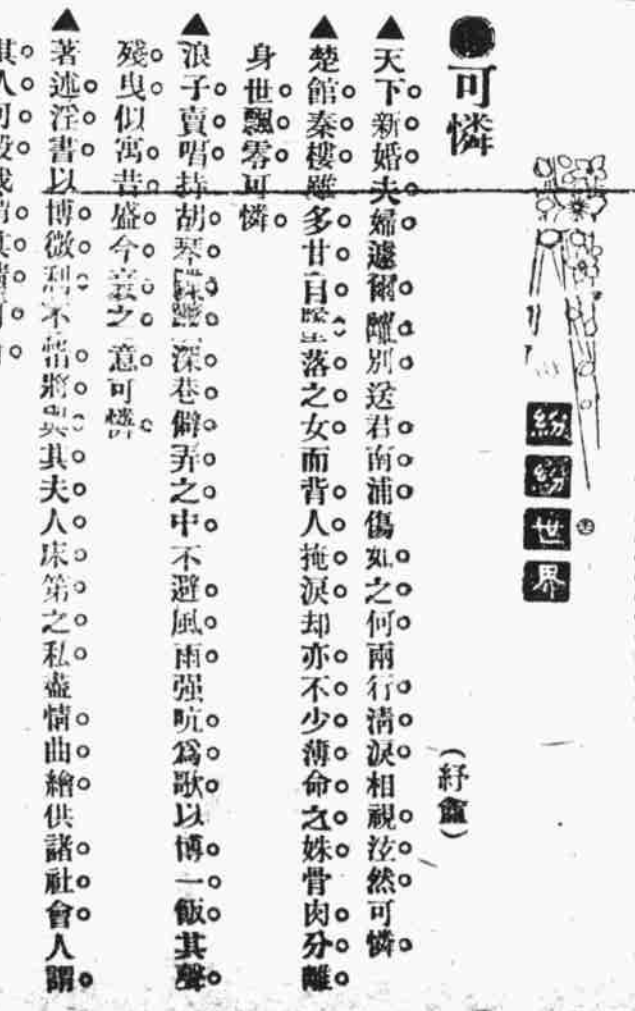 紛紛世界
可憐
（紓龕）
▲天下新婚夫婦遽爾離別送君南浦傷如之何兩行清淚相視泫然可憐
▲楚館秦樓雖多甘自墮落之女而背人掩淚却亦不少薄命之姝骨肉分離
身世飄零可憐
▲浪子賣唱持胡琴深巷僻弄之中不避風雨强吭爲歌以博一飯其聲
殘曳似寓昔盛今衰之意可憐
▲著述淫書以博微利不惜將與其夫人床笫之私盡情曲繪供諸社會人謂